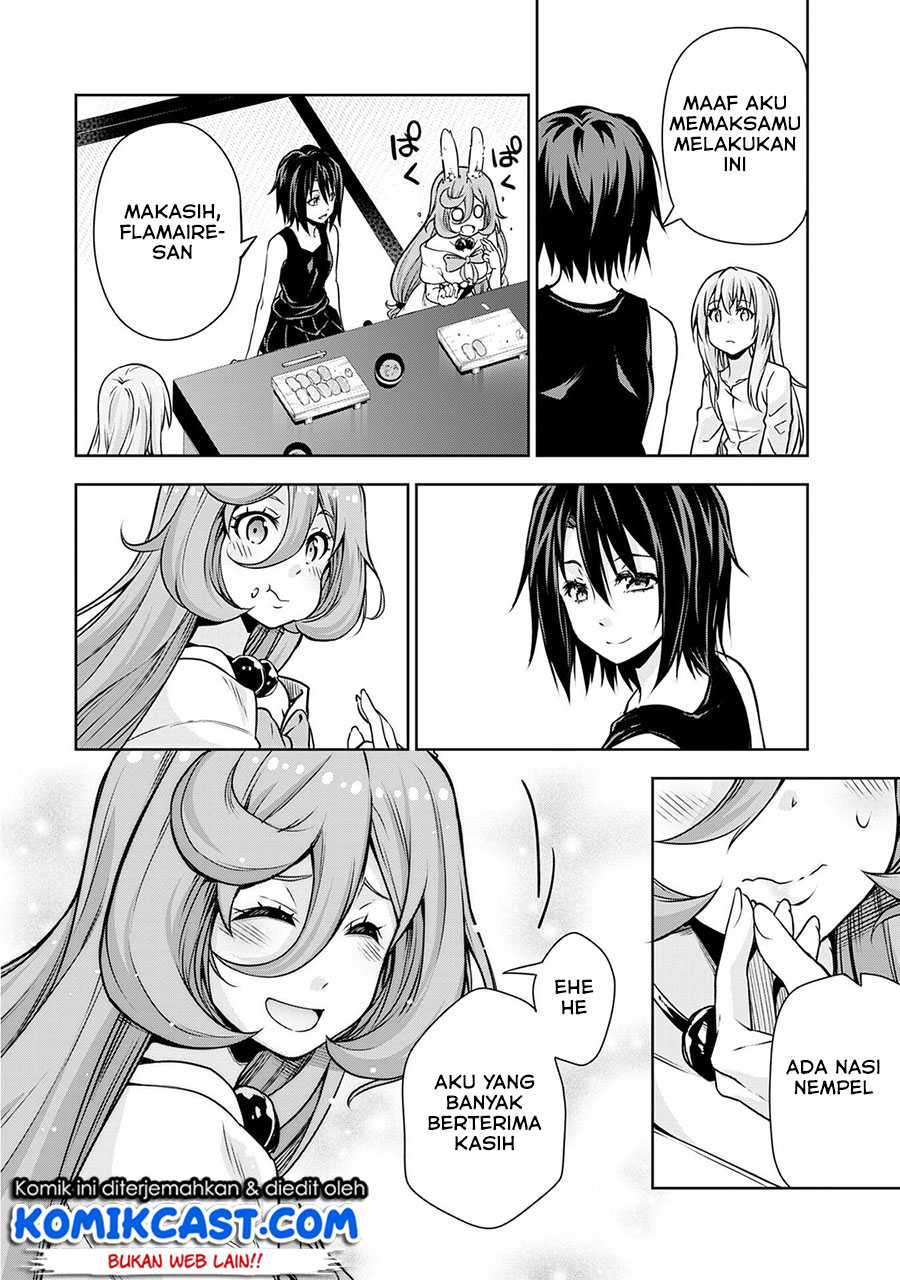 MAAF AKU
MEMAKSAMU
MELAKUKAN
INI
ぱく
ぱく
MAKASIH,
FLAMAIRE-
SAN
ADA NASI
NEMPEL
EHE
HE
AKU YANG
BANYAK
BERTERIMA
KASIH
Komik ini diterjemahkan & diedit oleh
KOMIKCAST.COM
BUKAN WEB LAIN!!